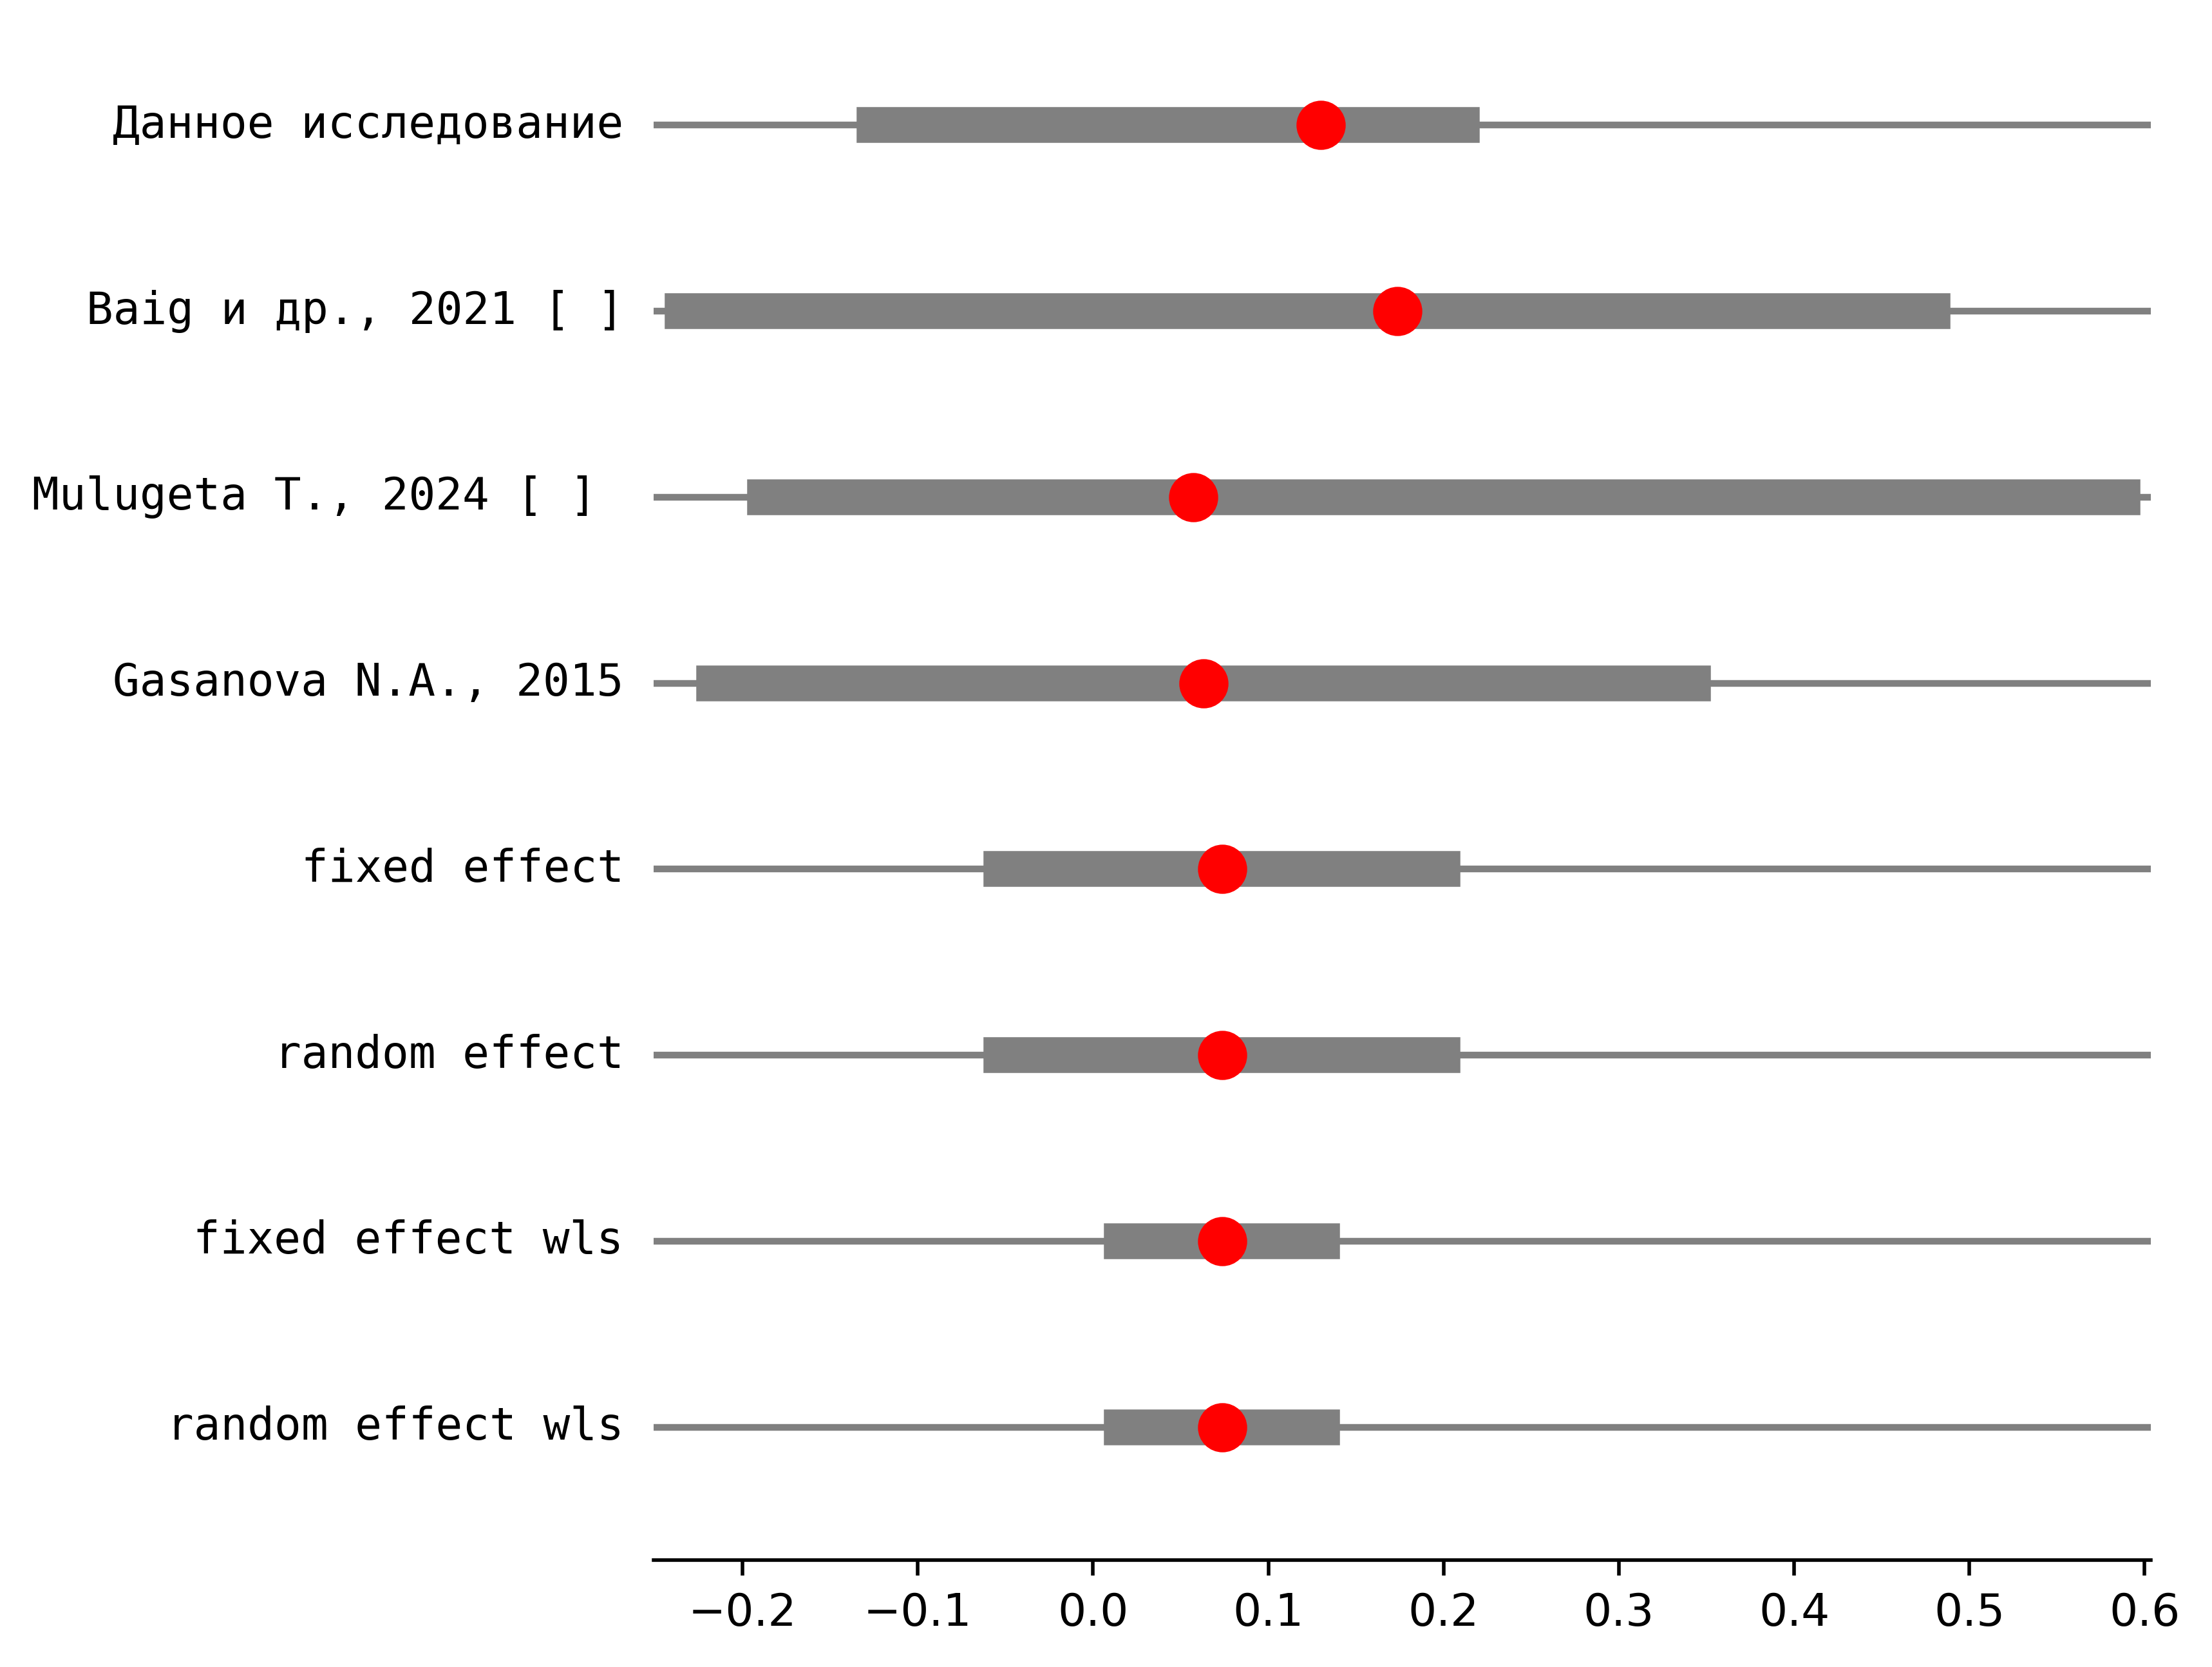 Данное исследование
Baig и др., 2021 [ ]
Mulugeta T., 2024 [ ]
Gasanova N.A., 2015
fixed effect
random effect
fixed effect wls
random effect wls
−0.2 −0.1 0.0 0.1 0.2 0.3 0.4 0.5 0.6